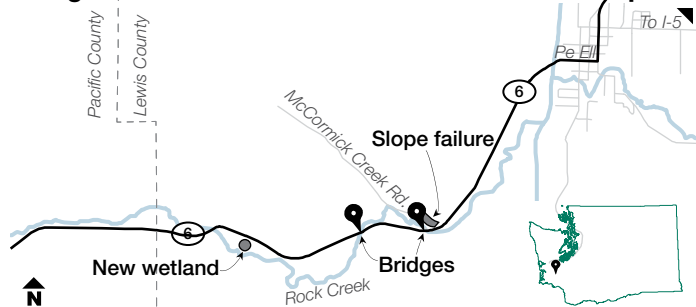 To I-5
Pe Ell
Pacific County
Lewis County
6
McCormick Creek Rd.
Slope failure
6
New wetland
Bridges
Rock Creek
N